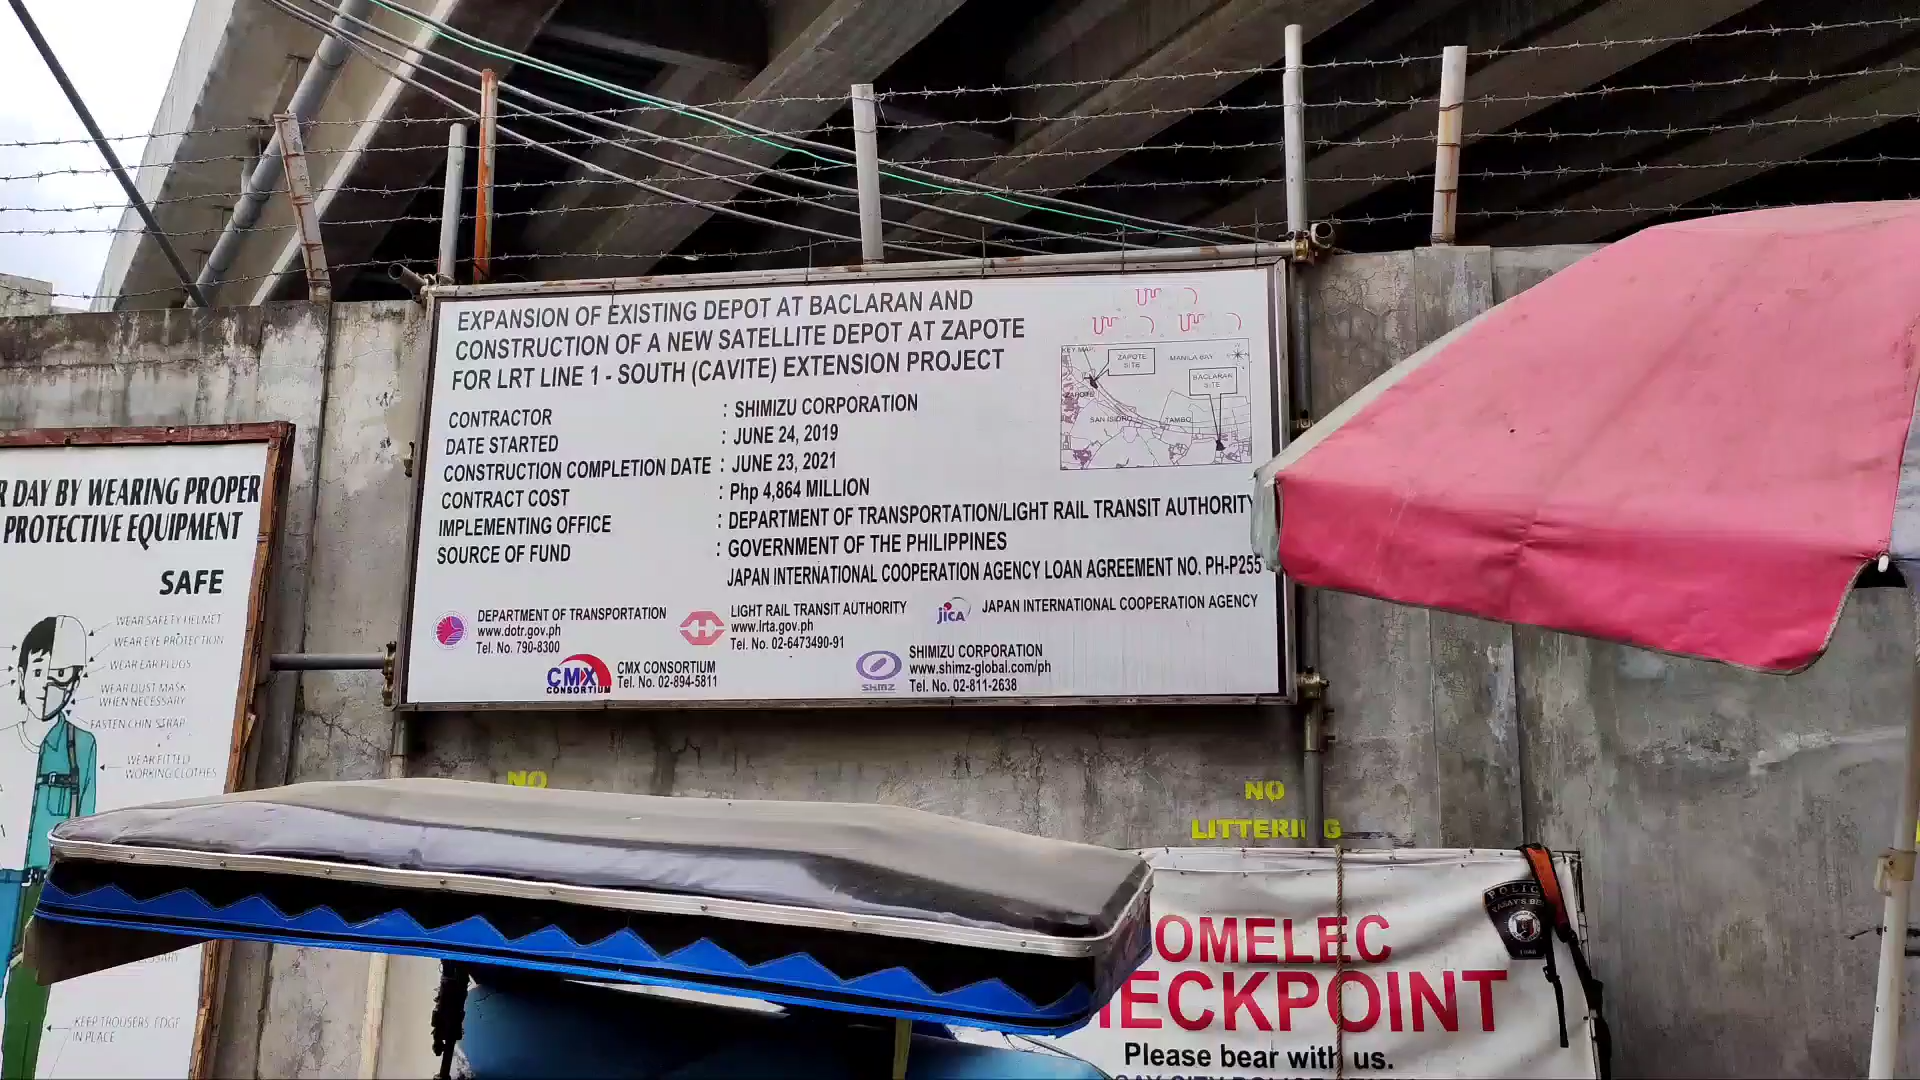 EXPANSION OF EXISTING DEPOT AT BACLARAN AND
CONSTRUCTION OF A NEW SATELLITE DEPOT AT ZAPOTE
FOR LRT LINE 1 - SOUTH (CAVITE) EXTENSION PROJECT
CONTRACTOR : SHIMIZU CORPORATION
DATE STARTED : JUNE 24, 2019
CONSTRUCTION COMPLETION DATE : JUNE 23, 2021
CONTRACT COST : Php 4,864 MILLION
IMPLEMENTING OFFICE : DEPARTMENT OF TRANSPORTATION/LIGHT RAIL TRANSIT AUTHORITY
SOURCE OF FUND : GOVERNMENT OF THE PHILIPPINES
JAPAN INTERNATIONAL COOPERATION AGENCY LOAN AGREEMENT NO. PH-P255
KEY MAP:
ZAPOTE
SITE
MANILA BAY
BACLARAN
SITE
ZAPOTE
SAN ISIDRO
TAMBO
DEPARTMENT OF TRANSPORTATION
www.dotr.gov.ph
Tel. No. 790-8300
LIGHT RAIL TRANSIT AUTHORITY
www.lrta.gov.ph
Tel. No. 02-6473490-91
jICA
JAPAN INTERNATIONAL COOPERATION AGENCY
CMX
CONSORTIUM
CMX CONSORTIUM
Tel. No. 02-894-5811
SHIMZ
SHIMIZU CORPORATION
www.shimz-global.com/ph
Tel. No. 02-811-2638
R DAY BY WEARING PROPER
PROTECTIVE EQUIPMENT
SAFE
WEAR SAFETY HELMET
WEAR EYE PROTECTION
WEAR EAR PLUGS
WEAR DUST MASK
WHEN NECESSARY
FASTEN CHIN STRAP
WEAR FITTED
WORKING CLOTHES
KEEP TROUSERS EDGE
IN PLACE
NO
NO
LITTERI G
OMELEC
ECKPOINT
Please bear with us.